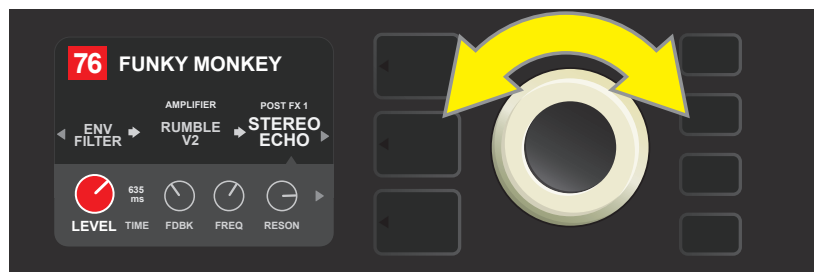 76 FUNKY MONKEY
AMPLIFIER
POST FX 1
ENV
FILTER
RUMBLE
V2
STEREO
ECHO
635
ms
LEVEL TIME FDBK FREQ RESON